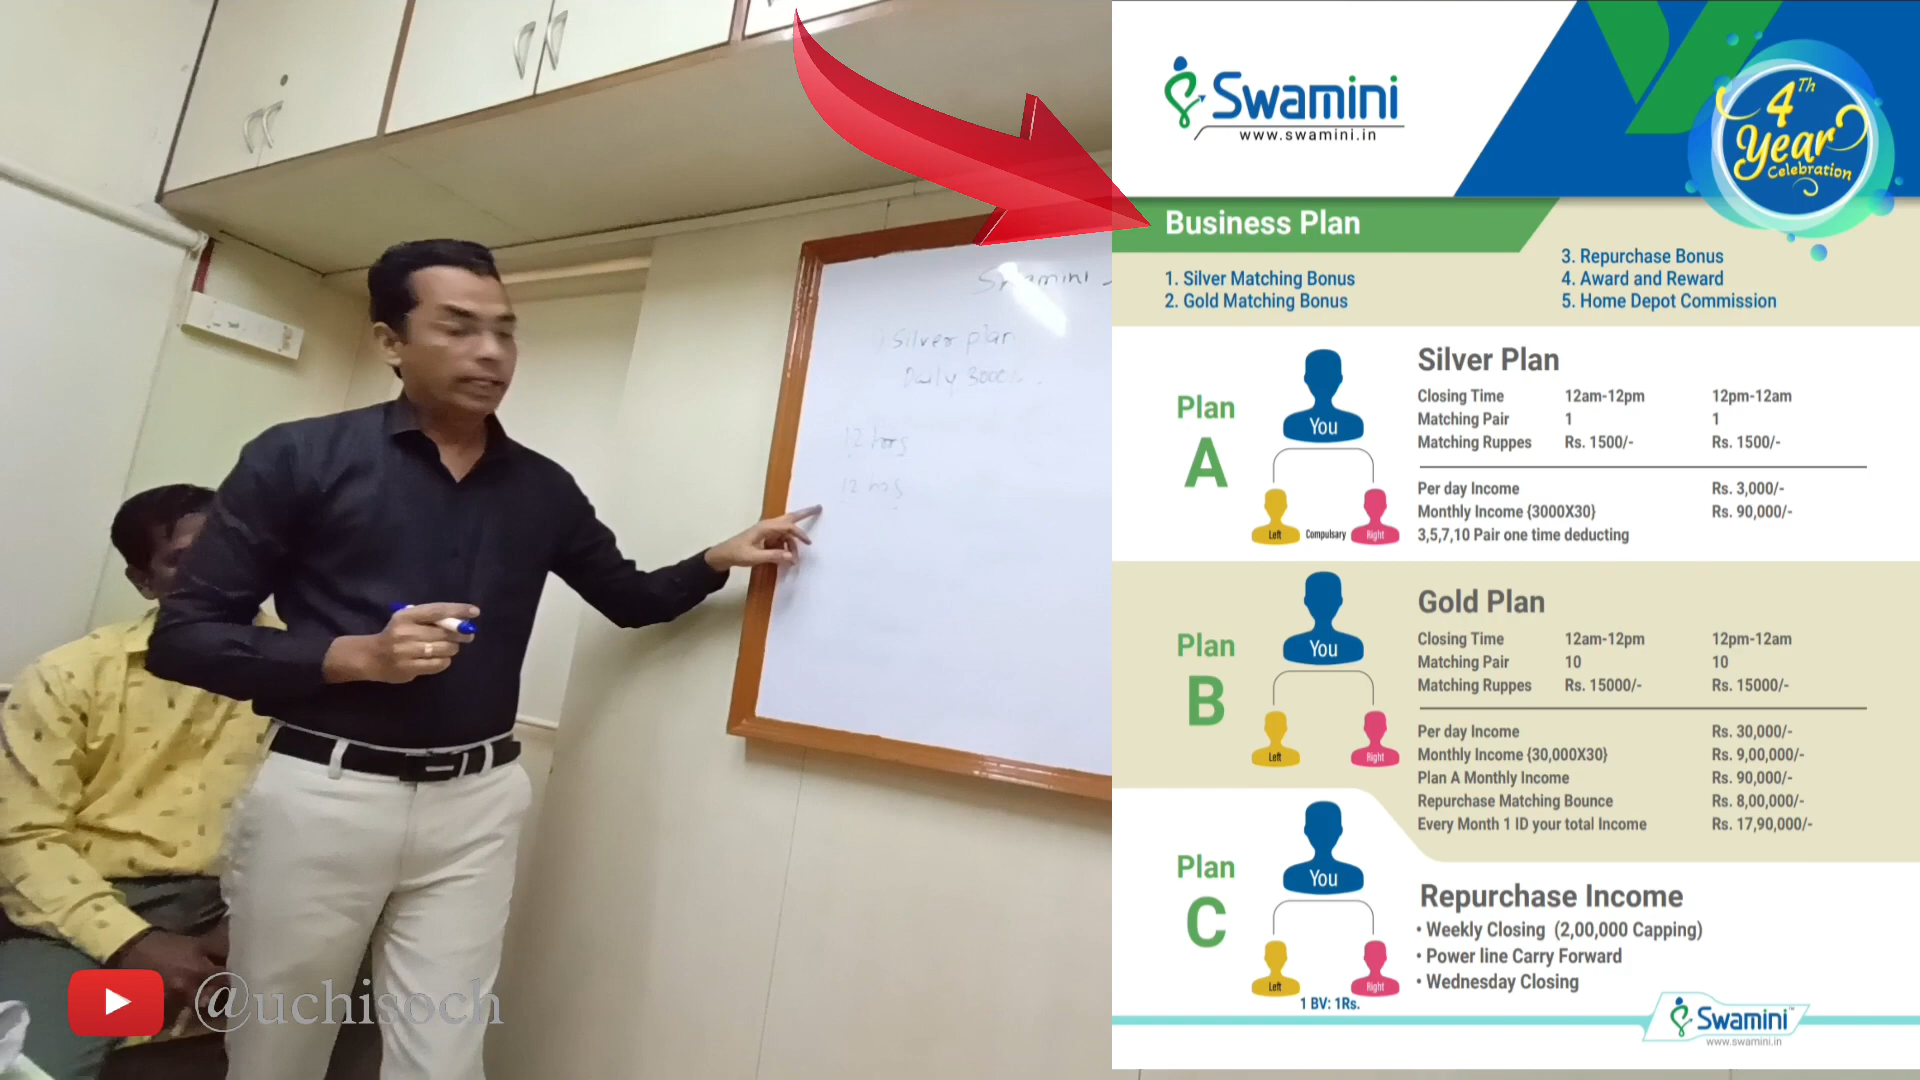 Swamini
Silver plan
Daily 3000/-
12 hrs
12 hrs
@uchisoch
Swamini
www.swamini.in
4Th
Year
Celebration
Business Plan
1. Silver Matching Bonus
2. Gold Matching Bonus
3. Repurchase Bonus
4. Award and Reward
5. Home Depot Commission
Plan
A
You
Left Compulsary Right
Silver Plan
Closing Time 12am-12pm 12pm-12am
Matching Pair 1 1
Matching Ruppes Rs. 1500/- Rs. 1500/-
Per day Income Rs. 3,000/-
Monthly Income {3000X30} Rs. 90,000/-
3,5,7,10 Pair one time deducting
Plan
B
You
Left Right
Gold Plan
Closing Time 12am-12pm 12pm-12am
Matching Pair 10 10
Matching Ruppes Rs. 15000/- Rs. 15000/-
Per day Income Rs. 30,000/-
Monthly Income {30,000X30} Rs. 9,00,000/-
Plan A Monthly Income Rs. 90,000/-
Repurchase Matching Bounce Rs. 8,00,000/-
Every Month 1 ID your total Income Rs. 17,90,000/-
Plan
C
You
Left Right
1 BV: 1Rs.
Repurchase Income
• Weekly Closing (2,00,000 Capping)
• Power line Carry Forward
• Wednesday Closing
Swamini™
www.swamini.in